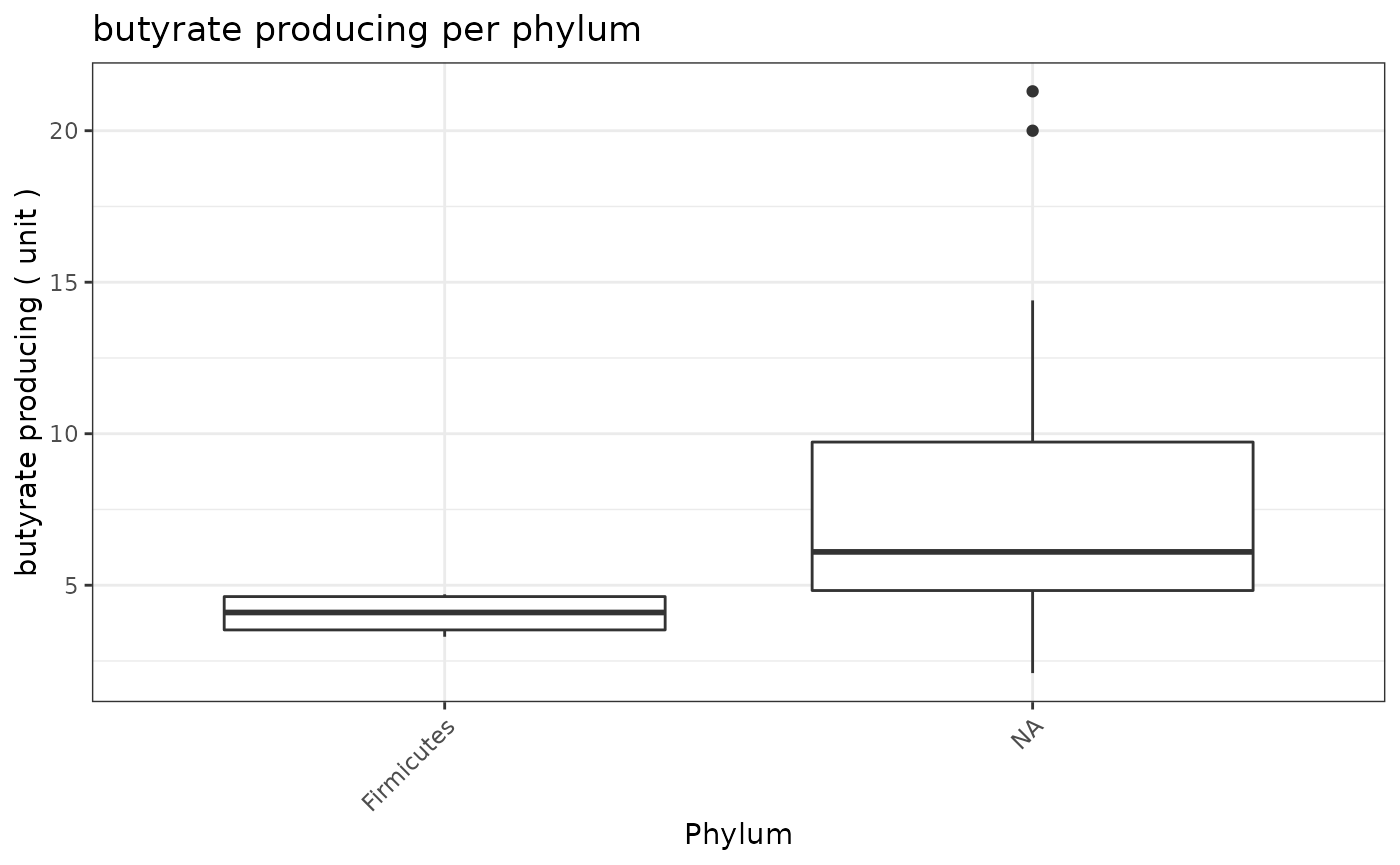 butyrate producing per phylum
butyrate producing ( unit )
20
15
10
5
Firmicutes
NA
Phylum